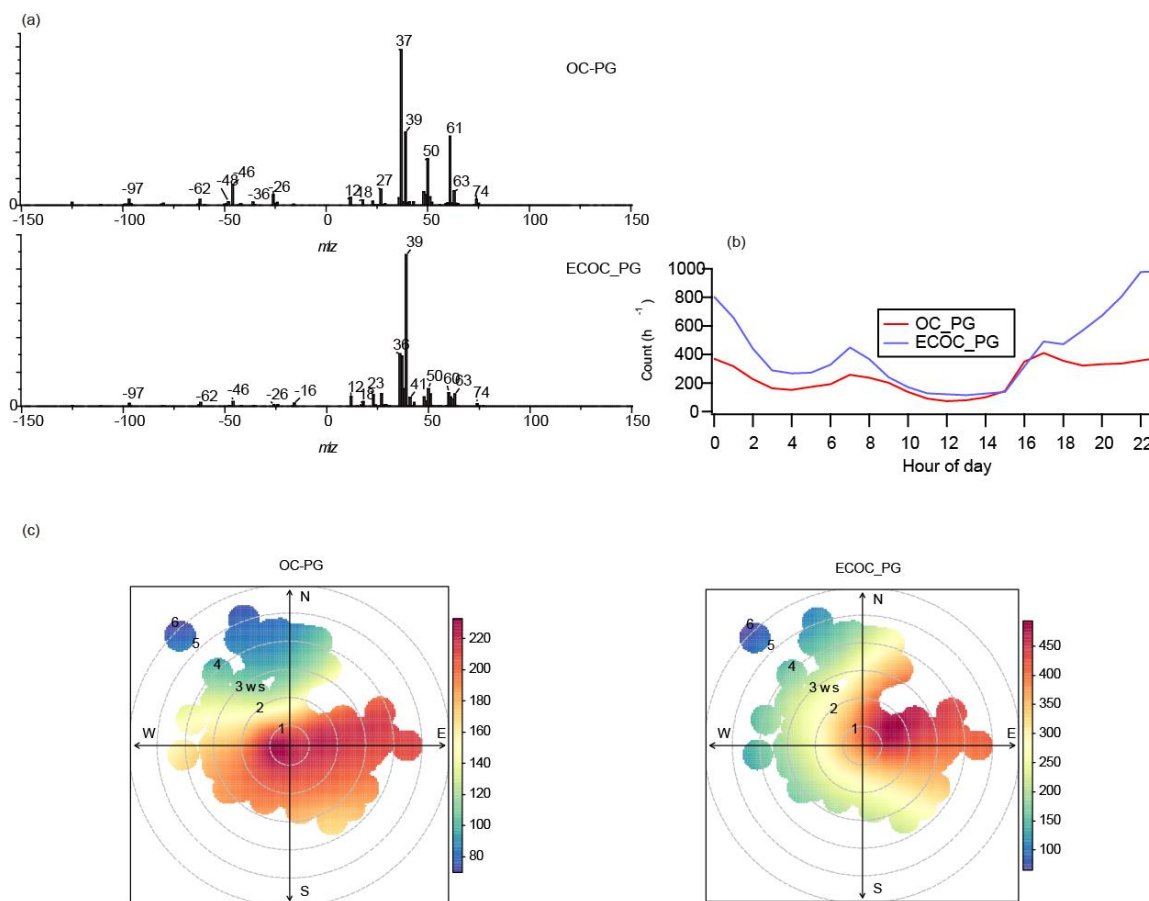 (a)
OC-PG
37
39
61
50
63
74
27
18
12
-26
-36
-46
-48
-62
-97
0
-150 -100 -50 0 50 100 150
m/z
ECOC_PG
39
36
50 60 63
41
74
12 18 23
-16
-26
-46
-62
-97
0
-150 -100 -50 0 50 100 150
m/z
(b)
1000
800
600
400
200
0
Count (h -1)
OC_PG
ECOC_PG
0 2 4 6 8 10 12 14 16 18 20 22
Hour of day
(c)
OC-PG
N
S
W
E
6
5
4
3 ws
2
1
220
200
180
160
140
120
100
80
ECOC_PG
N
S
W
E
6
5
4
3 ws
2
1
450
400
350
300
250
200
150
100